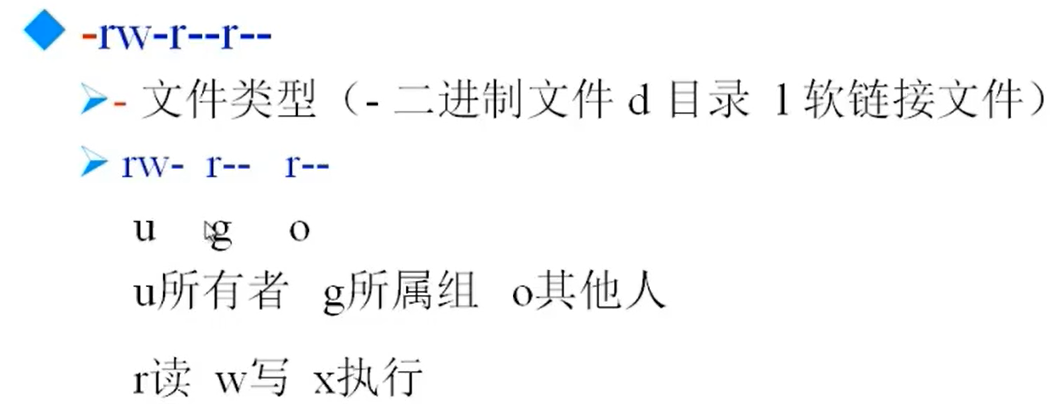 -rw-r--r--
- 文件类型（- 二进制文件 d 目录 l 软链接文件）
rw- r-- r--
u g o
u所有者 g所属组 o其他人
r读 w写 x执行